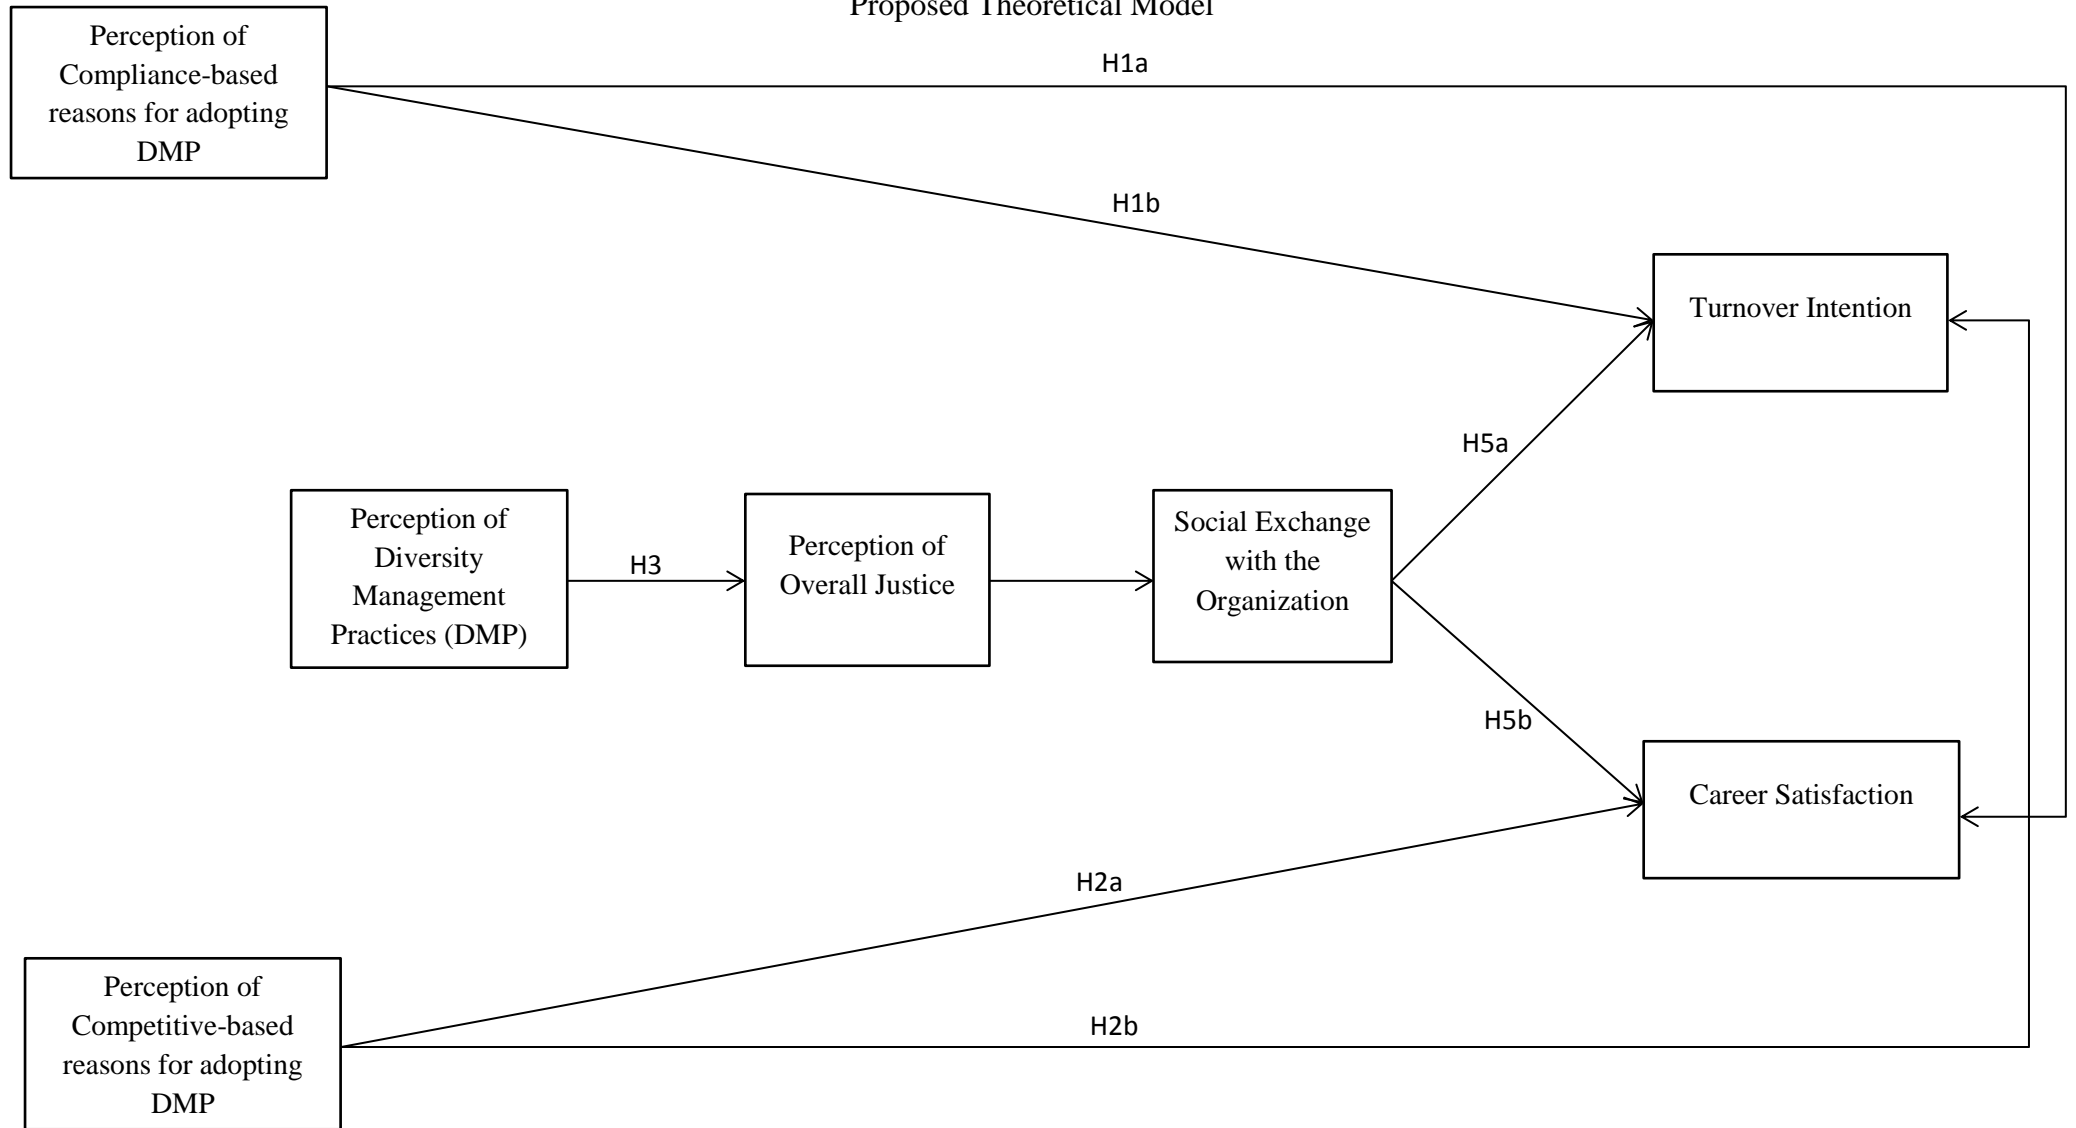 Proposed Theoretical Model
Perception of
Compliance-based
reasons for adopting
DMP
H1a
H1b
Turnover Intention
H5a
Perception of
Diversity
Management
Practices (DMP)
H3
Perception of
Overall Justice
Social Exchange
with the
Organization
H5b
Career Satisfaction
H2a
Perception of
Competitive-based
reasons for adopting
DMP
H2b